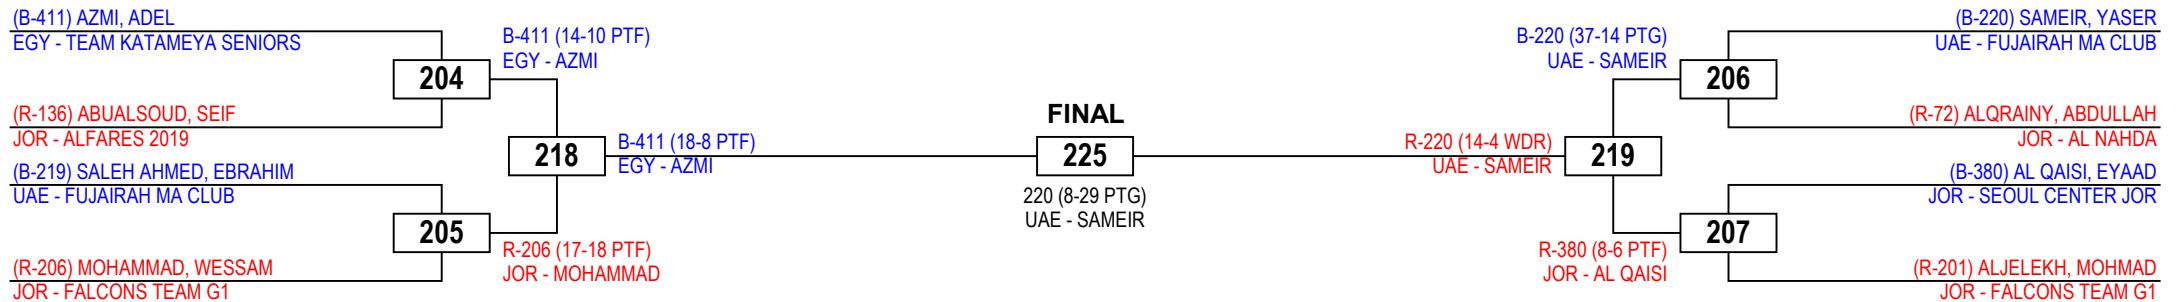 (B-411) AZMI, ADEL
EGY - TEAM KATAMEYA SENIORS
204
(R-136) ABUALSOUD, SEIF
JOR - ALFARES 2019
B-411 (14-10 PTF)
EGY - AZMI
218
(B-219) SALEH AHMED, EBRAHIM
UAE - FUJAIRAH MA CLUB
205
(R-206) MOHAMMAD, WESSAM
JOR - FALCONS TEAM G1
R-206 (17-18 PTF)
JOR - MOHAMMAD
B-411 (18-8 PTF)
EGY - AZMI
FINAL
225
220 (8-29 PTG)
UAE - SAMEIR
R-220 (14-4 WDR)
UAE - SAMEIR
219
B-220 (37-14 PTG)
UAE - SAMEIR
206
(B-220) SAMEIR, YASER
UAE - FUJAIRAH MA CLUB
(R-72) ALQRAINY, ABDULLAH
JOR - AL NAHDA
R-380 (8-6 PTF)
JOR - AL QAISI
207
(B-380) AL QAISI, EYAAD
JOR - SEOUL CENTER JOR
(R-201) ALJELEKH, MOHMAD
JOR - FALCONS TEAM G1